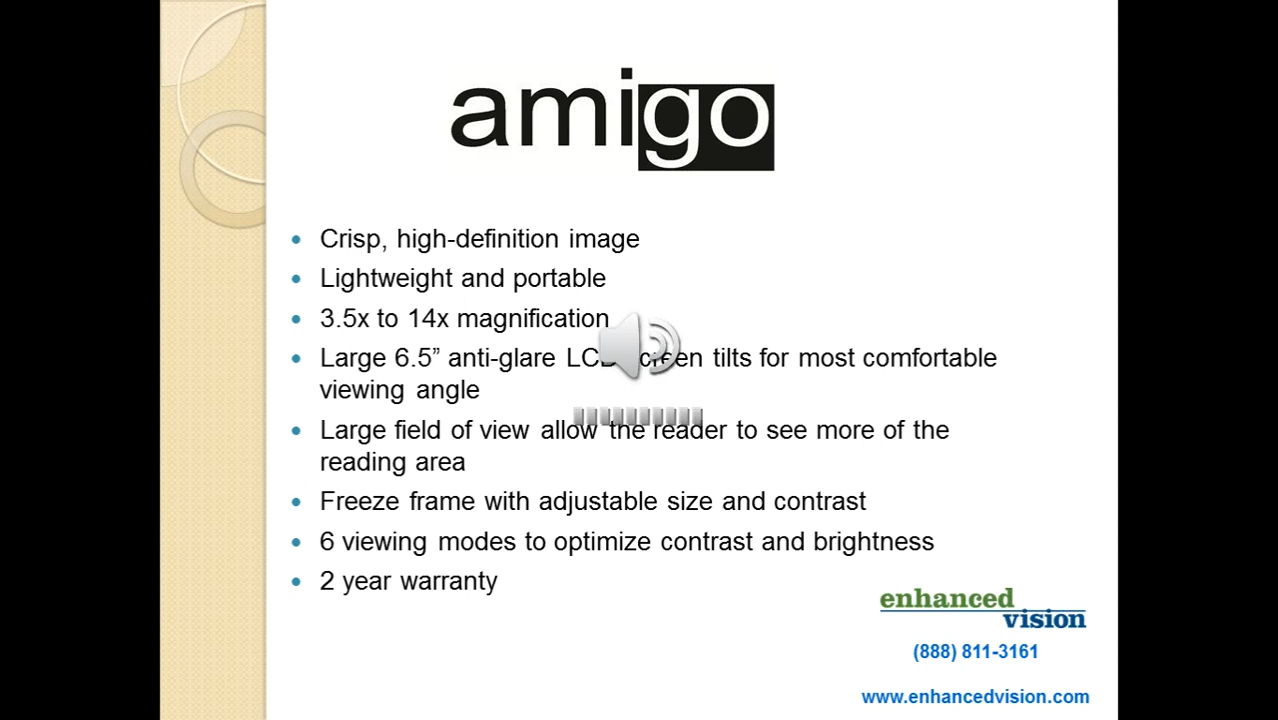 amigo
• Crisp, high-definition image
• Lightweight and portable
• 3.5x to 14x magnification
• Large 6.5” anti-glare LCD screen tilts for most comfortable
viewing angle
• Large field of view allow the reader to see more of the
reading area
• Freeze frame with adjustable size and contrast
• 6 viewing modes to optimize contrast and brightness
• 2 year warranty
enhanced
vision
(888) 811-3161
www.enhancedvision.com